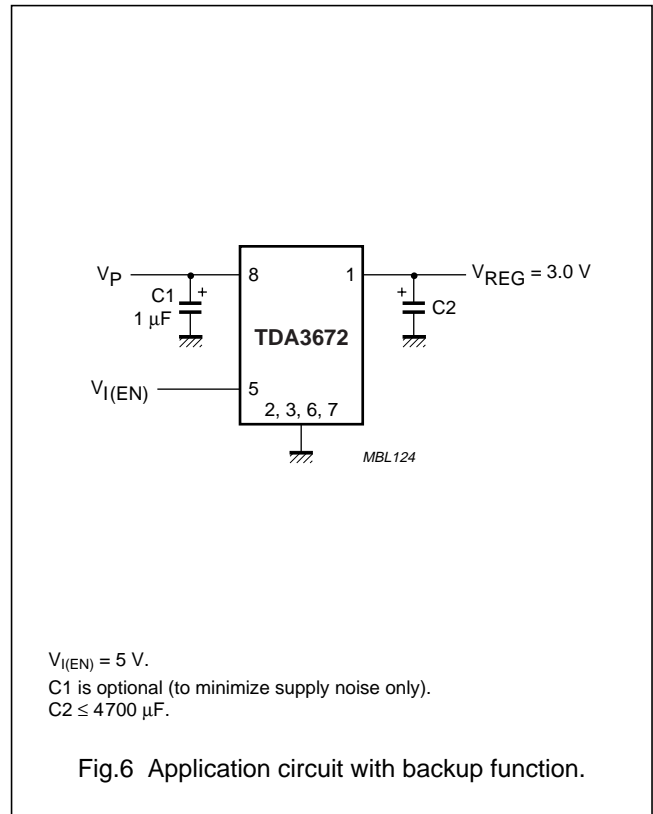 V_P
8
1
V_REG = 3.0 V
C1 +
1 μF
+
C2
TDA3672
V_I(EN)
5
2, 3, 6, 7
MBL124
V_I(EN) = 5 V.
C1 is optional (to minimize supply noise only).
C2 ≤ 4700 μF.
Fig.6 Application circuit with backup function.